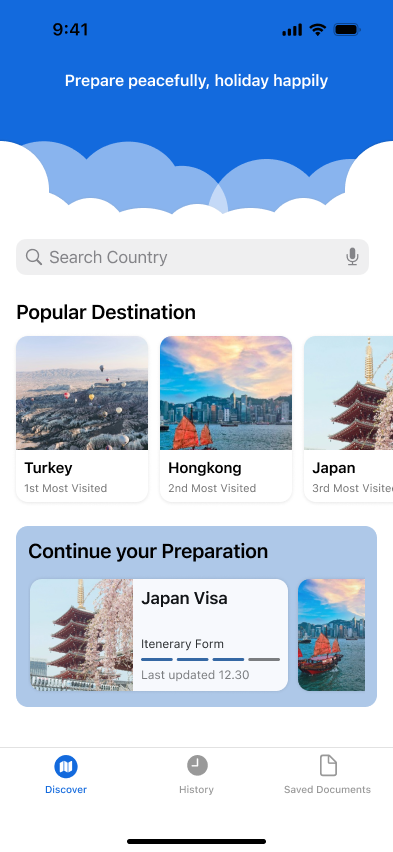 9:41
Prepare peacefully, holiday happily
Search Country
Popular Destination
Turkey
1st Most Visited
Hongkong
2nd Most Visited
Japan
3rd Most Visited
Continue your Preparation
Japan Visa
Itenerary Form
Last updated 12.30
Discover
History
Saved Documents